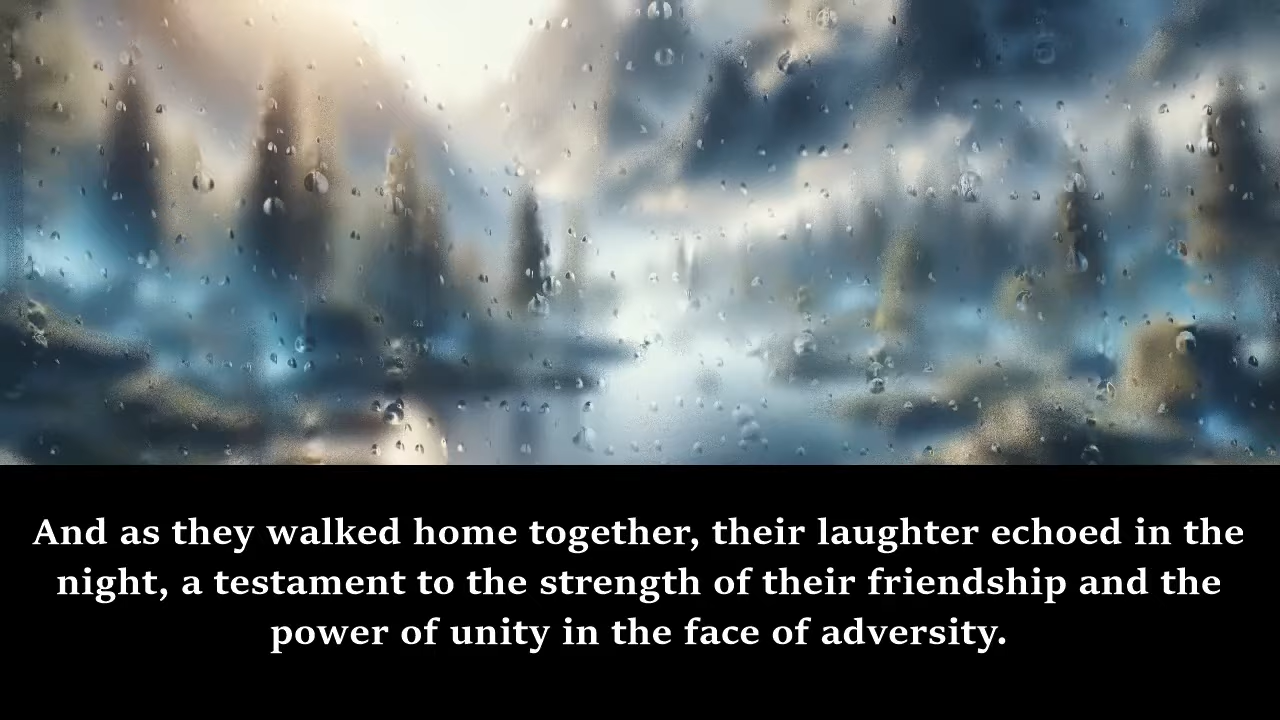 And as they walked home together, their laughter echoed in the
night, a testament to the strength of their friendship and the
power of unity in the face of adversity.